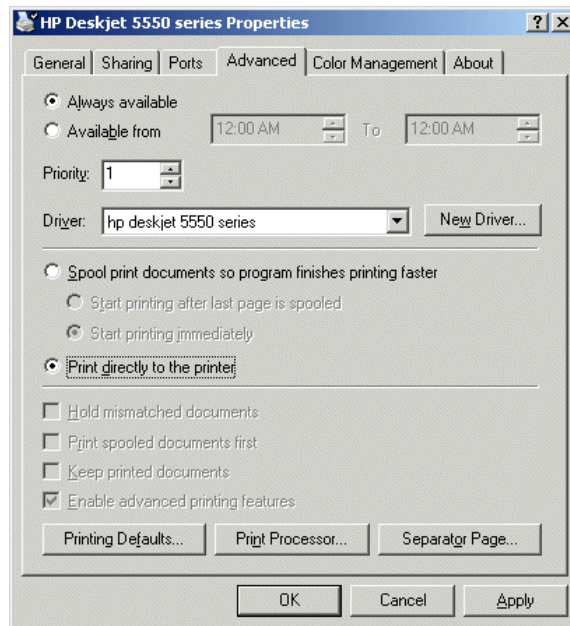 HP Deskjet 5550 series Properties
General Sharing Ports Advanced Color Management About
Always available
Available from 12:00 AM To 12:00 AM
Priority: 1
Driver: hp deskjet 5550 series New Driver...
Spool print documents so program finishes printing faster
Start printing after last page is spooled
Start printing immediately
Print directly to the printer
Hold mismatched documents
Print spooled documents first
Keep printed documents
Enable advanced printing features
Printing Defaults... Print Processor... Separator Page...
OK Cancel Apply